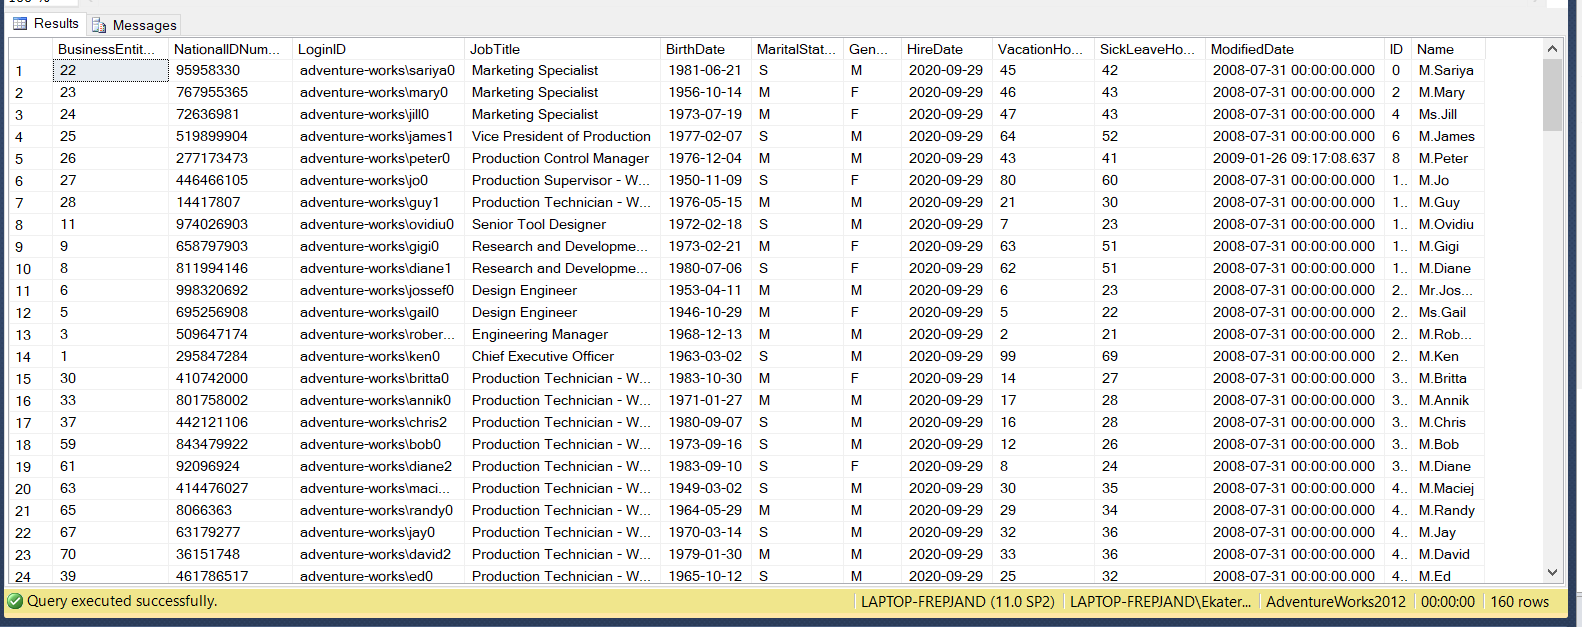 Results Messages
BusinessEntit... NationalIDNum... LoginID JobTitle BirthDate MaritalStat... Gen... HireDate VacationHo... SickLeaveHo... ModifiedDate ID Name
1 22 95958330 adventure-works\sariya0 Marketing Specialist 1981-06-21 S M 2020-09-29 45 42 2008-07-31 00:00:00.000 0 M.Sariya
2 23 767955365 adventure-works\mary0 Marketing Specialist 1956-10-14 M F 2020-09-29 46 43 2008-07-31 00:00:00.000 2 M.Mary
3 24 72636981 adventure-works\jill0 Marketing Specialist 1973-07-19 M F 2020-09-29 47 43 2008-07-31 00:00:00.000 4 Ms.Jill
4 25 519899904 adventure-works\james1 Vice President of Production 1977-02-07 S M 2020-09-29 64 52 2008-07-31 00:00:00.000 6 M.James
5 26 277173473 adventure-works\peter0 Production Control Manager 1976-12-04 M M 2020-09-29 43 41 2009-01-26 09:17:08.637 8 M.Peter
6 27 446466105 adventure-works\jo0 Production Supervisor - W... 1950-11-09 S F 2020-09-29 80 60 2008-07-31 00:00:00.000 1.. M.Jo
7 28 14417807 adventure-works\guy1 Production Technician - W... 1976-05-15 M M 2020-09-29 21 30 2008-07-31 00:00:00.000 1.. M.Guy
8 11 974026903 adventure-works\ovidiu0 Senior Tool Designer 1972-02-18 S M 2020-09-29 7 23 2008-07-31 00:00:00.000 1.. M.Ovidiu
9 9 658797903 adventure-works\gigi0 Research and Developme... 1973-02-21 M F 2020-09-29 63 51 2008-07-31 00:00:00.000 1.. M.Gigi
10 8 811994146 adventure-works\diane1 Research and Developme... 1980-07-06 S F 2020-09-29 62 51 2008-07-31 00:00:00.000 1.. M.Diane
11 6 998320692 adventure-works\jossef0 Design Engineer 1953-04-11 M M 2020-09-29 6 23 2008-07-31 00:00:00.000 2.. Mr.Jos...
12 5 695256908 adventure-works\gail0 Design Engineer 1946-10-29 M F 2020-09-29 5 22 2008-07-31 00:00:00.000 2.. Ms.Gail
13 3 509647174 adventure-works\rober... Engineering Manager 1968-12-13 M M 2020-09-29 2 21 2008-07-31 00:00:00.000 2.. M.Rob...
14 1 295847284 adventure-works\ken0 Chief Executive Officer 1963-03-02 S M 2020-09-29 99 69 2008-07-31 00:00:00.000 2.. M.Ken
15 30 410742000 adventure-works\britta0 Production Technician - W... 1983-10-30 M F 2020-09-29 14 27 2008-07-31 00:00:00.000 3.. M.Britta
16 33 801758002 adventure-works\annik0 Production Technician - W... 1971-01-27 M M 2020-09-29 17 28 2008-07-31 00:00:00.000 3.. M.Annik
17 37 442121106 adventure-works\chris2 Production Technician - W... 1980-09-07 S M 2020-09-29 16 28 2008-07-31 00:00:00.000 3.. M.Chris
18 59 843479922 adventure-works\bob0 Production Technician - W... 1973-09-16 S M 2020-09-29 12 26 2008-07-31 00:00:00.000 3.. M.Bob
19 61 92096924 adventure-works\diane2 Production Technician - W... 1983-09-10 S F 2020-09-29 8 24 2008-07-31 00:00:00.000 3.. M.Diane
20 63 414476027 adventure-works\maci... Production Technician - W... 1949-03-02 S M 2020-09-29 30 35 2008-07-31 00:00:00.000 4.. M.Maciej
21 65 8066363 adventure-works\randy0 Production Technician - W... 1964-05-29 M M 2020-09-29 29 34 2008-07-31 00:00:00.000 4.. M.Randy
22 67 63179277 adventure-works\jay0 Production Technician - W... 1970-03-14 S M 2020-09-29 32 36 2008-07-31 00:00:00.000 4.. M.Jay
23 70 36151748 adventure-works\david2 Production Technician - W... 1979-01-30 M M 2020-09-29 33 36 2008-07-31 00:00:00.000 4.. M.David
24 39 461786517 adventure-works\ed0 Production Technician - W... 1965-10-12 S M 2020-09-29 25 32 2008-07-31 00:00:00.000 4.. M.Ed
Query executed successfully. LAPTOP-FREPJAND (11.0 SP2) LAPTOP-FREPJAND\Ekater... AdventureWorks2012 00:00:00 160 rows